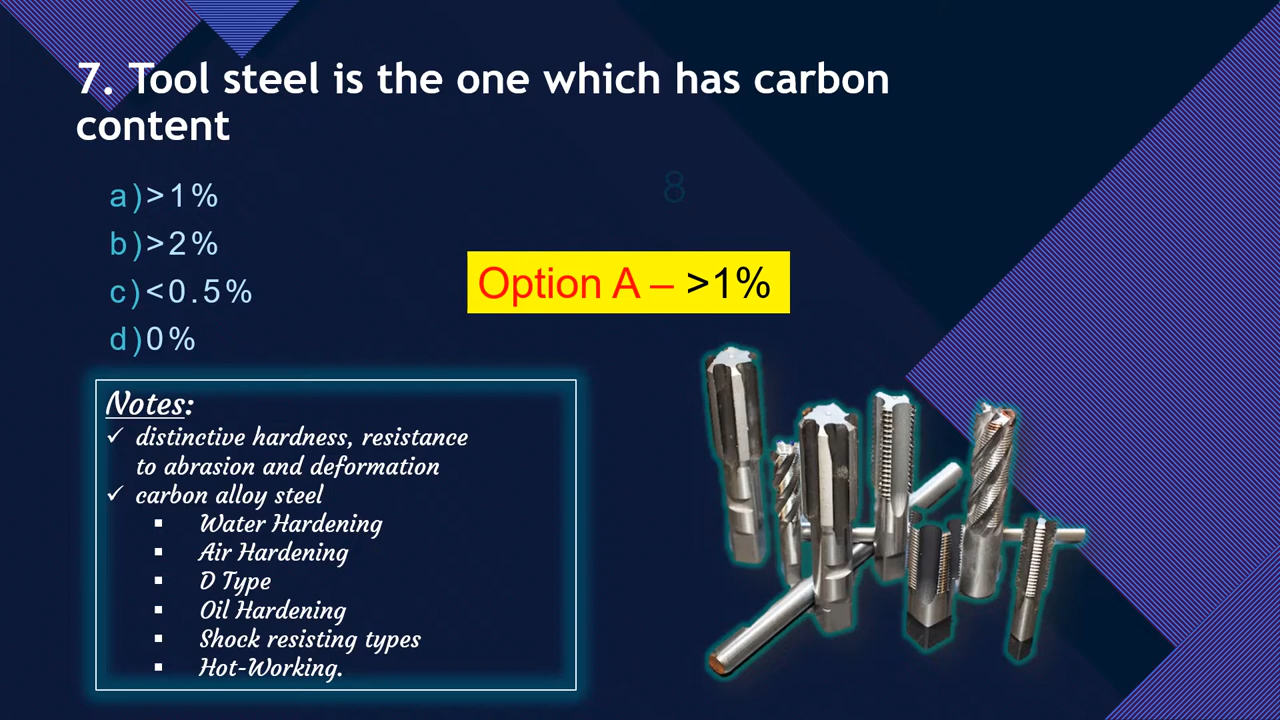 7. Tool steel is the one which has carbon
content
a)>1%
b)>2%
c)<0.5%
d)0%
8
Option A – >1%
Notes:
✓ distinctive hardness, resistance
to abrasion and deformation
✓ carbon alloy steel
▪ Water Hardening
▪ Air Hardening
▪ D Type
▪ Oil Hardening
▪ Shock resisting types
▪ Hot-Working.